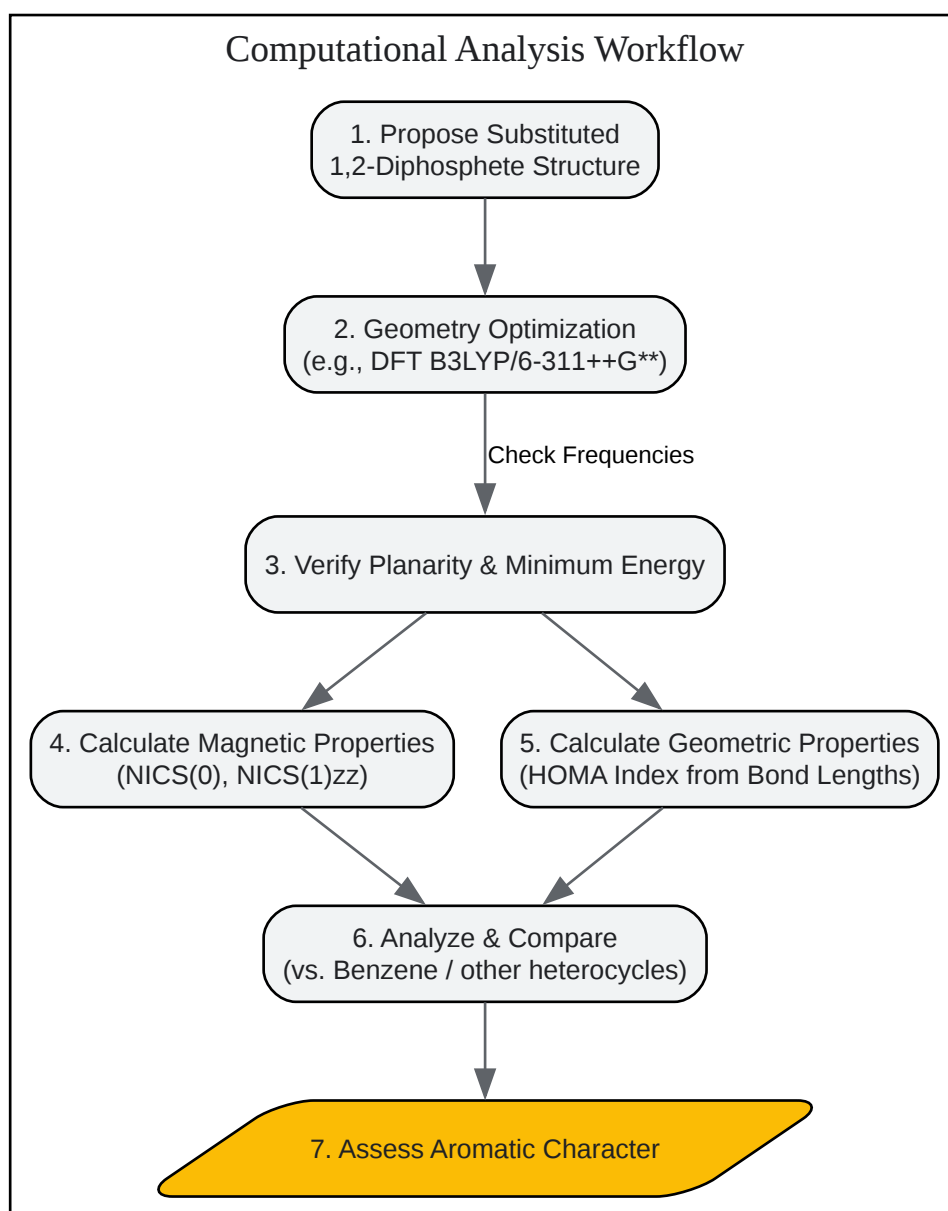 Computational Analysis Workflow
1. Propose Substituted
1,2-Diphosphete Structure
2. Geometry Optimization
(e.g., DFT B3LYP/6-311++G**)
Check Frequencies
3. Verify Planarity & Minimum Energy
4. Calculate Magnetic Properties
(NICS(0), NICS(1)zz)
5. Calculate Geometric Properties
(HOMA Index from Bond Lengths)
6. Analyze & Compare
(vs. Benzene / other heterocycles)
7. Assess Aromatic Character